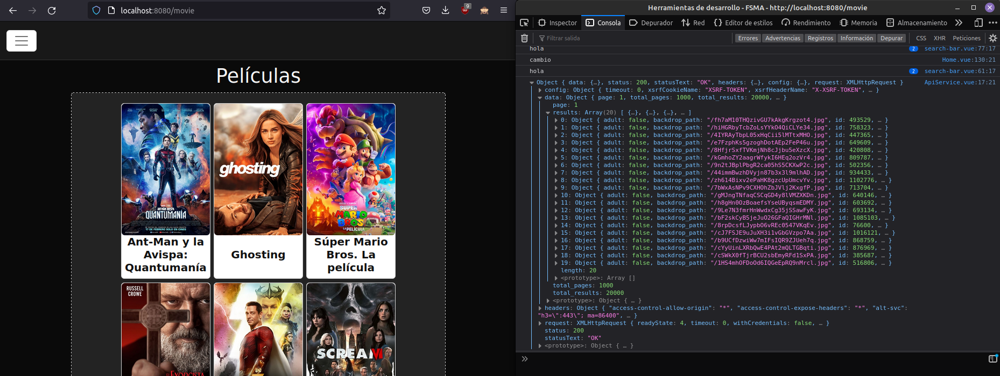 localhost:8080/movie
9
Películas
QUANTUMANÍA
17 DE FEBRERO SOLO EN CINES
Ant-Man y la
Avispa:
Quantumanía
ghosting
Ghosting
SUPER
MARIO
BROS.
LA PELÍCULA
Súper Mario
Bros. La
película
RUSSELL
CROWE
EL EXORCISTA
DC
SCREAM VI
Herramientas de desarrollo - FSMA - http://localhost:8080/movie
Inspector Consola Depurador Red Editor de estilos Rendimiento Memoria Almacenamiento
Filtrar salida Errores Advertencias Registros Información Depurar CSS XHR Peticiones
hola 2 search-bar.vue:77:17
cambio Home.vue:130:21
hola 2 search-bar.vue:61:17
Object { data: {…}, status: 200, statusText: "OK", headers: {…}, config: {…}, request: XMLHttpRequest } ApiService.vue:17:21
config: Object { timeout: 0, xsrfCookieName: "XSRF-TOKEN", xsrfHeaderName: "X-XSRF-TOKEN", … }
data: Object { page: 1, total_pages: 1000, total_results: 20000, … }
page: 1
results: Array(20) [ {…}, {…}, {…}, … ]
0: Object { adult: false, backdrop_path: "/fh7aM10THQzivGU7kAkgKrgzot4.jpg", id: 493529, … }
1: Object { adult: false, backdrop_path: "/hiHGRbyTcbZoLsYYkO4QiCLYe34.jpg", id: 758323, … }
2: Object { adult: false, backdrop_path: "/4IYRAyTbpL05xHqCii5lMTtxMHO.jpg", id: 447365, … }
3: Object { adult: false, backdrop_path: "/e7FzphKs5gzoghDotAEp2FeP46u.jpg", id: 649609, … }
4: Object { adult: false, backdrop_path: "/8HfjrSxfTVKmjNh8cJjbu5eXzcX.jpg", id: 420808, … }
5: Object { adult: false, backdrop_path: "/kGmhoZY2aagrWfykI6HEq2ozVr4.jpg", id: 809787, … }
6: Object { adult: false, backdrop_path: "/9n2tJBplPbgR2ca05hS5CKXwP2c.jpg", id: 502356, … }
7: Object { adult: false, backdrop_path: "/44immBwzhDVyjn87b3x3l9mlhAD.jpg", id: 934433, … }
8: Object { adult: false, backdrop_path: "/zh614Bixv2ePaHK8gzcUpUmcvYv.jpg", id: 1102776, … }
9: Object { adult: false, backdrop_path: "/7bWxAsNPv9CXHOhZbJVlj2KxgfP.jpg", id: 713704, … }
10: Object { adult: false, backdrop_path: "/gMJngTNfaqCSCqGD4y8lVMZXKDn.jpg", id: 640146, … }
11: Object { adult: false, backdrop_path: "/h8gHn0OzBoaefsYseUByqsmEDMY.jpg", id: 603692, … }
12: Object { adult: false, backdrop_path: "/9Le7N3fmrHnWwdxCg35jSSawFyK.jpg", id: 693134, … }
13: Object { adult: false, backdrop_path: "/bF2skCyB5jeJuO26GFaQIGHrMNl.jpg", id: 1085103, … }
14: Object { adult: false, backdrop_path: "/8rpDcsfLJypbO6vREc0547VKqEv.jpg", id: 76600, … }
15: Object { adult: false, backdrop_path: "/cJ7FSJE9uJuXH3i1vGbGVzpo7Aa.jpg", id: 1016121, … }
16: Object { adult: false, backdrop_path: "/b9UCfDzwiWw7mIFsIQR9ZJUeh7q.jpg", id: 868759, … }
17: Object { adult: false, backdrop_path: "/cYyUinLXRbQwE4PAt2mQLTGBqti.jpg", id: 876969, … }
18: Object { adult: false, backdrop_path: "/cSWkX0fTjrBCU2sbEmyRFd1SxPA.jpg", id: 385687, … }
19: Object { adult: false, backdrop_path: "/1HS4mhOFDoOd6IQGeEpRQ9nMrcl.jpg", id: 516806, … }
length: 20
<prototype>: Array []
total_pages: 1000
total_results: 20000
<prototype>: Object { … }
headers: Object { "access-control-allow-origin": "*", "access-control-expose-headers": "*", "alt-svc":
"h3=\":443\"; ma=86400", … }
request: XMLHttpRequest { readyState: 4, timeout: 0, withCredentials: false, … }
status: 200
statusText: "OK"
<prototype>: Object { … }